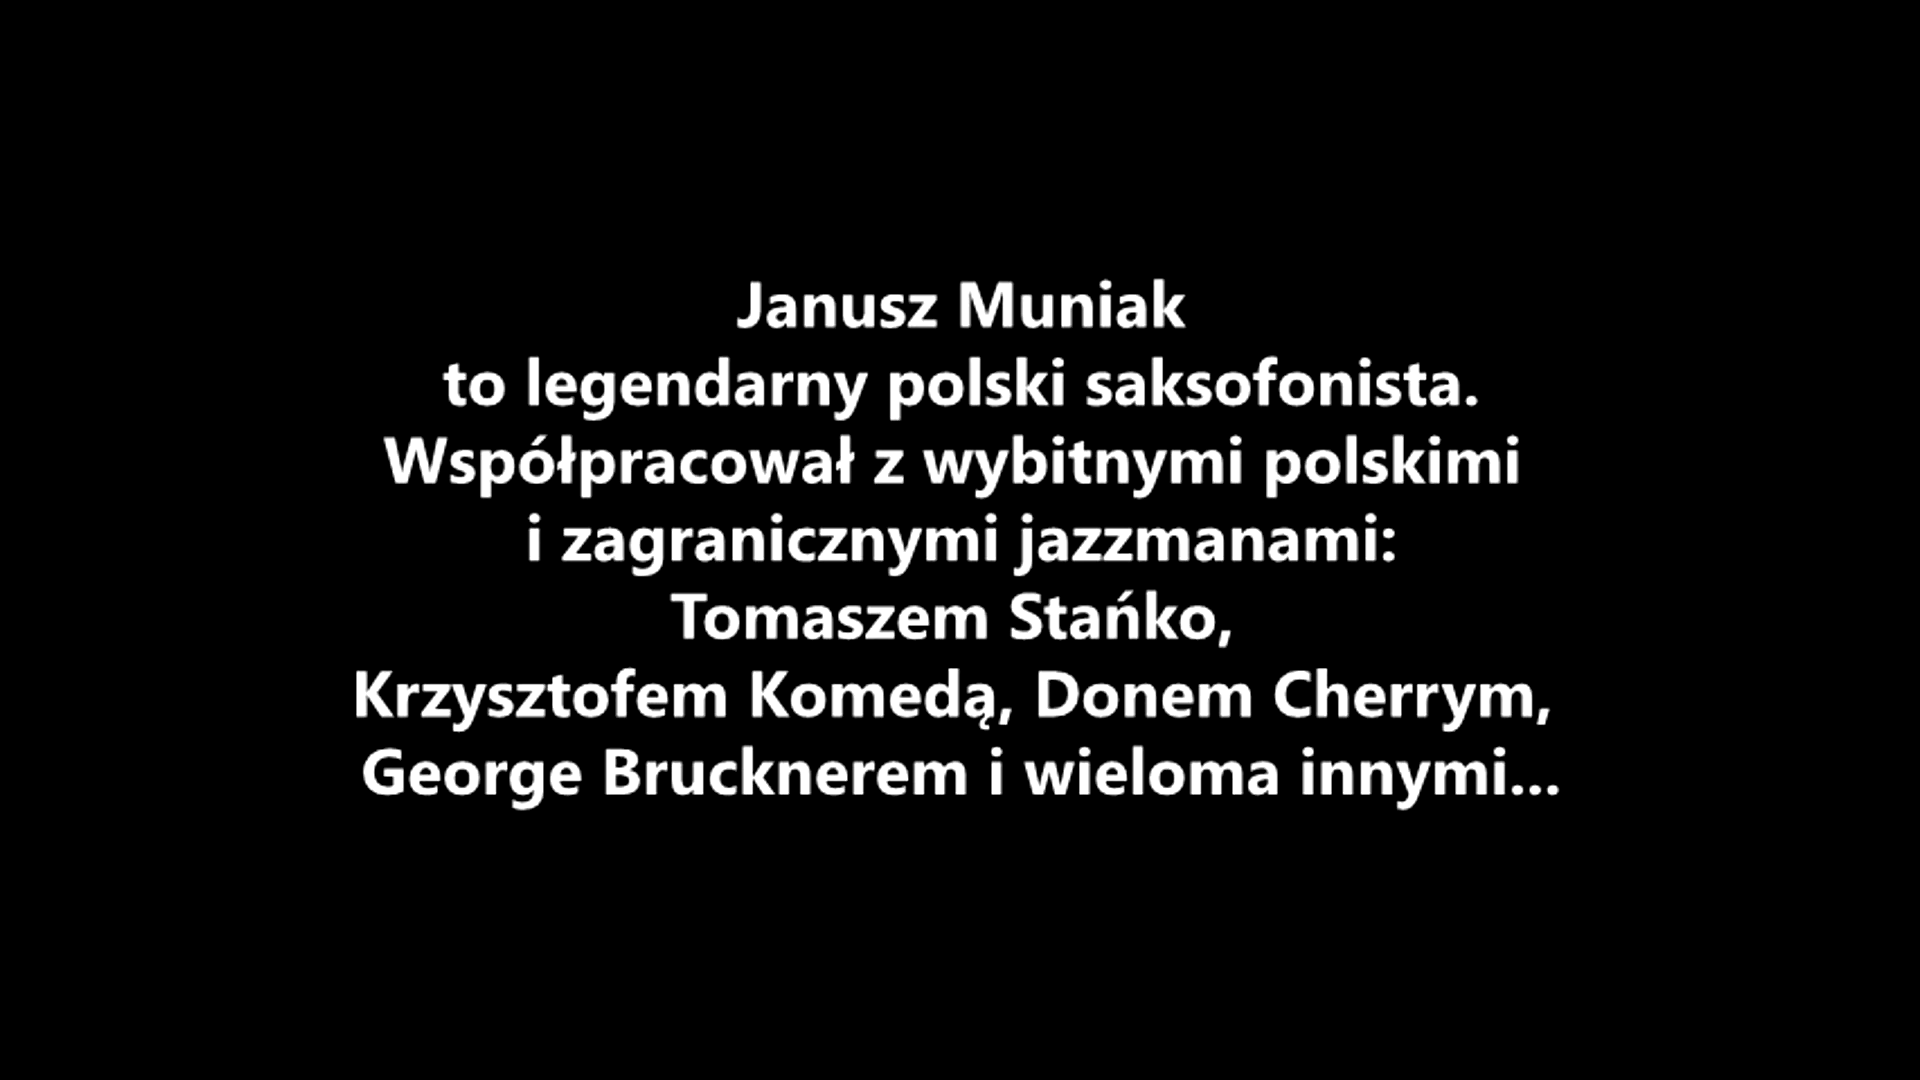 Janusz Muniak
to legendarny polski saksofonista.
Współpracował z wybitnymi polskimi
i zagranicznymi jazzmanami:
Tomaszem Stańko,
Krzysztofem Komedą, Donem Cherrym,
George Brucknerem i wieloma innymi...